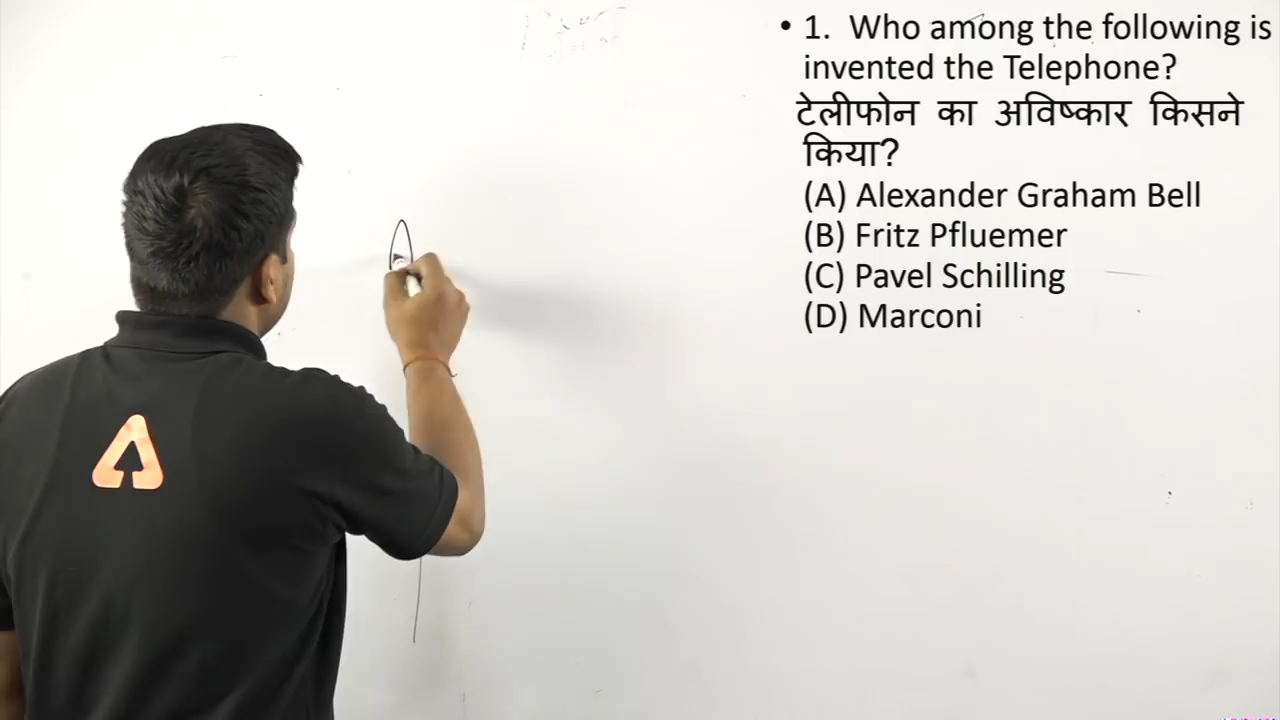 • 1. Who among the following is
invented the Telephone?
टेलीफोन का अविष्कार किसने
किया?
(A) Alexander Graham Bell
(B) Fritz Pfluemer
(C) Pavel Schilling
(D) Marconi